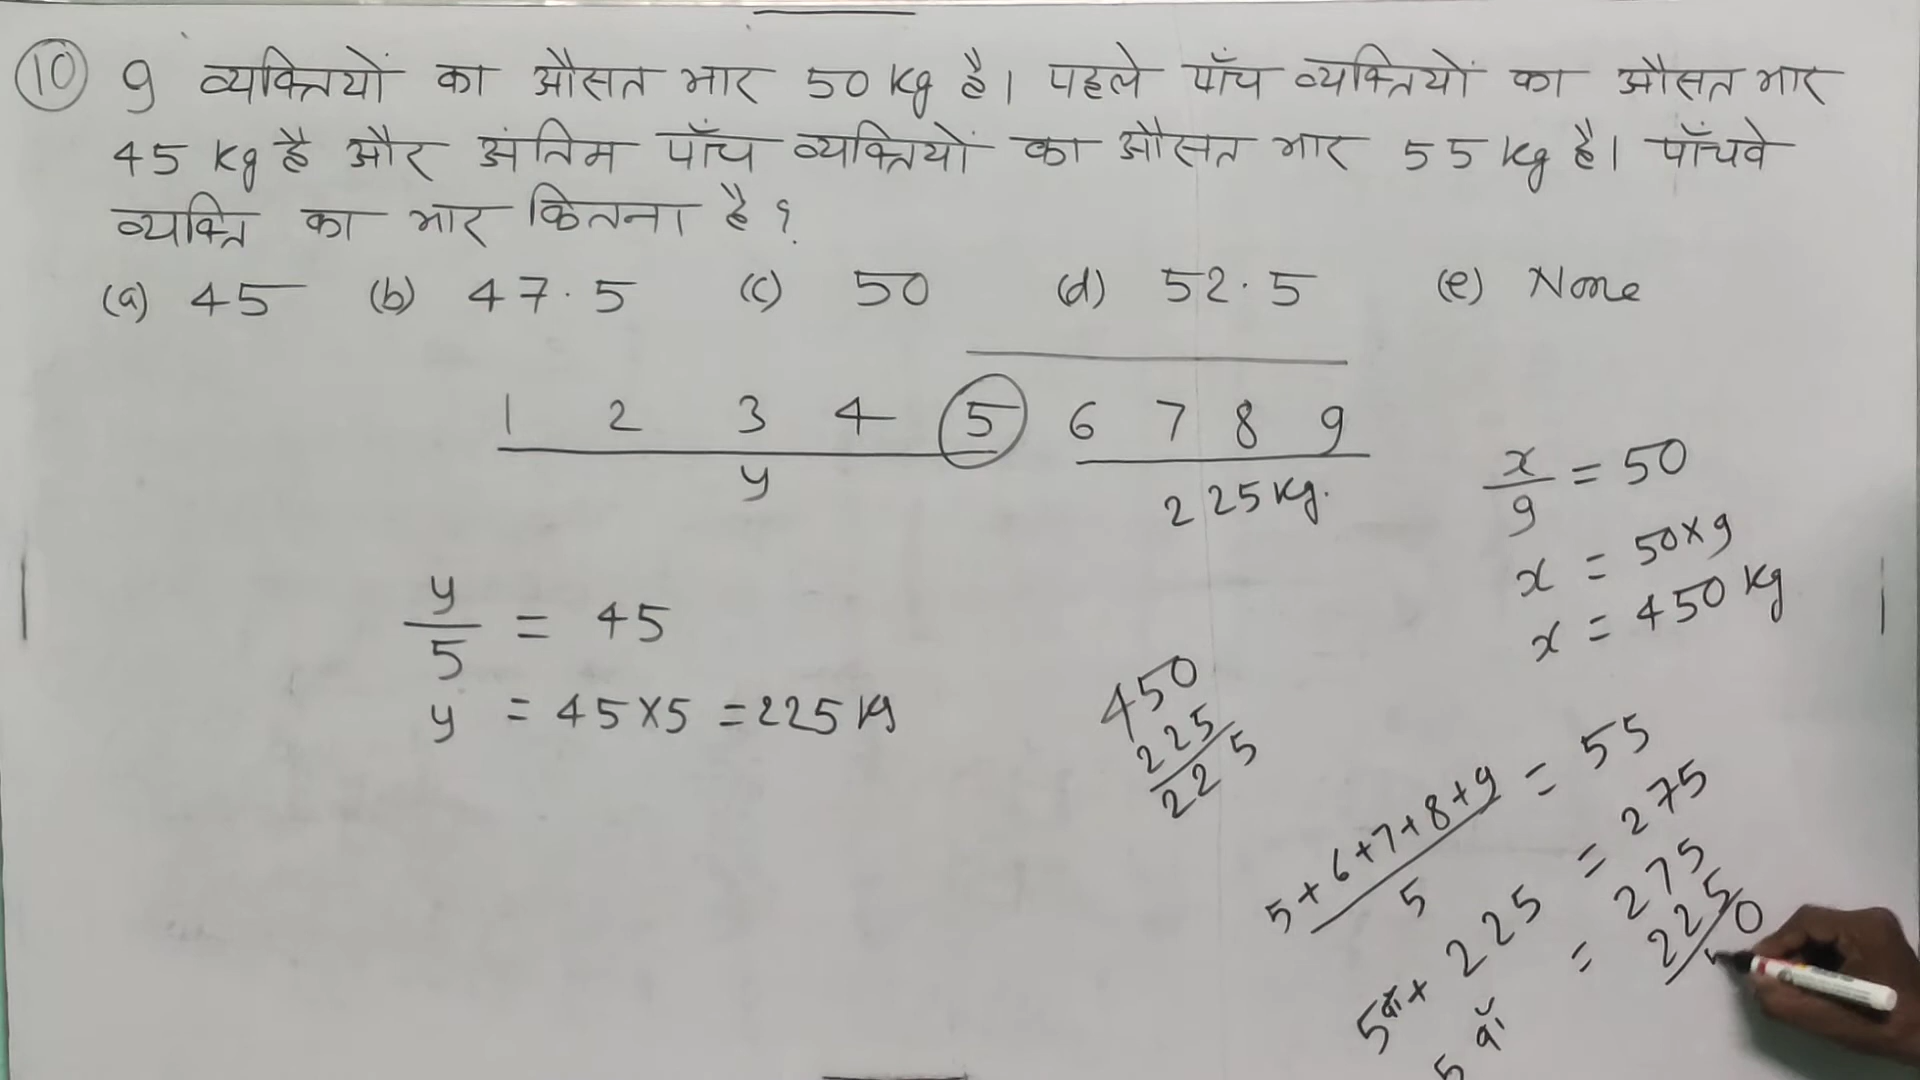 10 9 व्यक्तियों का औसत भार 50 kg है। पहले पाँच व्यक्तियों का औसत भार
45 kg है और अंतिम पाँच व्यक्तियों का औसत भार 55 kg है। पाँचवे
व्यक्ति का भार कितना है?
(a) 45 (b) 47.5 (c) 50 (d) 52.5 (e) None
1 2 3 4 5 6 7 8 9
y
225 kg.
x/9 = 50
x = 50×9
x = 450 kg
y/5 = 45
y = 45×5 = 225 kg
450
225
225
5+6+7+8+9/5 = 55
5वाँ + 225 = 275
5वाँ = 275
225
0